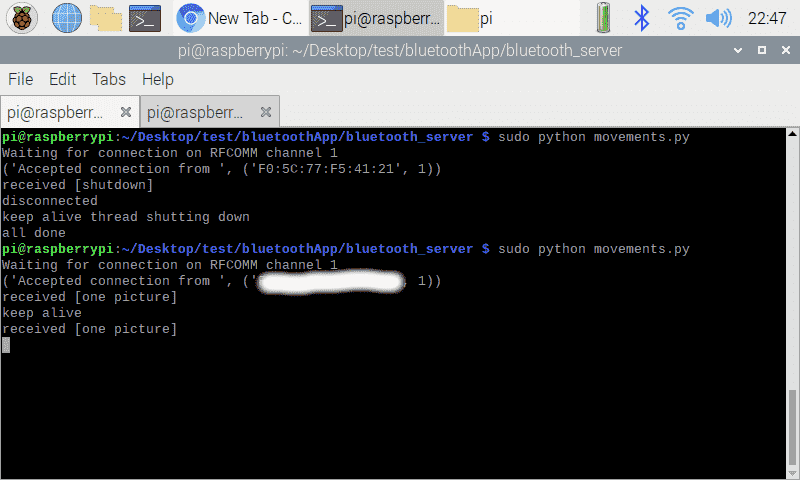 New Tab - C...
pi@raspberrypi: ~/Deskto...
pi
22:47
pi@raspberrypi: ~/Desktop/test/bluetoothApp/bluetooth_server
File Edit Tabs Help
pi@raspberr...
pi@raspberr...
pi@raspberrypi:~/Desktop/test/bluetoothApp/bluetooth_server $ sudo python movements.py
Waiting for connection on RFCOMM channel 1
('Accepted connection from ', ('F0:5C:77:F5:41:21', 1))
received [shutdown]
disconnected
keep alive thread shutting down
all done
pi@raspberrypi:~/Desktop/test/bluetoothApp/bluetooth_server $ sudo python movements.py
Waiting for connection on RFCOMM channel 1
('Accepted connection from ', (' 1))
received [one picture]
keep alive
received [one picture]